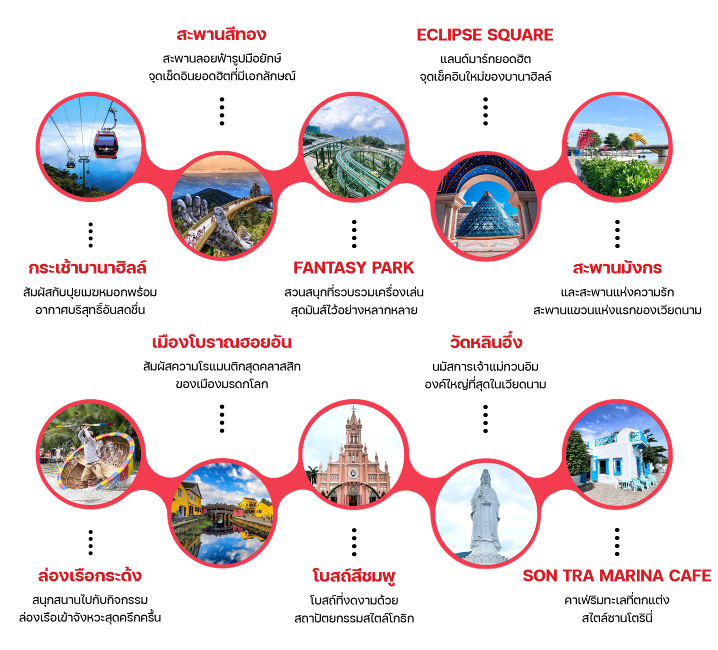 สะพานสีทอง
สะพานลอยฟ้ารูปมือยักษ์
จุดเช็ดอินยอดฮิตที่มีเอกลักษณ์
ECLIPSE SQUARE
แลนด์มาร์กยอดฮิต
จุดเช็คอินใหม่ของบานาฮิลล์
กระเช้าบานาฮิลล์
สัมผัสกับปุยเมฆหมอกพร้อม
อากาศบริสุทธิ์อันสดชื่น
FANTASY PARK
สวนสนุกที่รวบรวมเครื่องเล่น
สุดมันส์ไว้อย่างหลากหลาย
สะพานมังกร
และสะพานแห่งความรัก
สะพานแขวนแห่งแรกของเวียดนาม
เมืองโบราณฮอยอัน
สัมผัสความโรแมนติกสุดคลาสสิก
ของเมืองมรดกโลก
วัดหลินอึ๋ง
นมัสการเจ้าแม่กวนอิม
องค์ใหญ่ที่สุดในเวียดนาม
ล่องเรือกระด้ง
สนุกสนานไปกับกิจกรรม
ล่องเรือเข้าจังหวะสุดครึกครื้น
โบสถ์สีชมพู
โบสถ์ที่งดงามด้วย
สถาปัตยกรรมสไตล์โกธิก
SON TRA MARINA CAFE
คาเฟ่ริมทะเลที่ตกแต่ง
สไตล์ซานโตรินี่